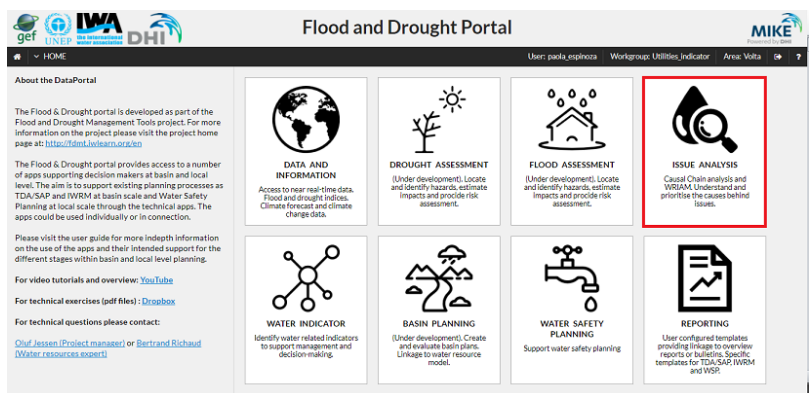 gef
UNEP
IWA
the international
water association
DHI
Flood and Drought Portal
MIKE
Powered by DHI
HOME
User: paola_espinoza
Workgroup: Utilities_indicator
Area: Volta
?
About the DataPortal
The Flood & Drought portal is developed as part of the
Flood and Drought Management Tools project. For more
information on the project please visit the project home
page at: http://fdmt.iwlearn.org/en
The Flood & Drought portal provides access to a number
of apps supporting decision makers at basin and local
level. The aim is to support existing planning processes as
TDA/SAP and IWRM at basin scale and Water Safety
Planning at local scale through the technical apps. The
apps could be used individually or in connection.
Please visit the user guide for more indepth information
on the use of the apps and their intended support for the
different stages within basin and local level planning.
For video tutorials and overview: YouTube
For technical exercises (pdf files) : Dropbox
For technical questions please contact:
Oluf Jessen (Project manager) or Bertrand Richaud
(Water resources expert)
DATA AND
INFORMATION
Access to near real-time data.
Flood and drought indices.
Climate forecast and climate
change data.
DROUGHT ASSESSMENT
(Under development). Locate
and identify hazards, estimate
impacts and procide risk
assessment.
FLOOD ASSESSMENT
(Under development). Locate
and identify hazards, estimate
impacts and procide risk
assessment.
ISSUE ANALYSIS
Causal Chain analysis and
WRIAM. Understand and
prioritise the causes behind
issues.
WATER INDICATOR
Identify water related indicators
to support management and
decision-making.
BASIN PLANNING
(Under development). Create
and evaluate basin plans.
Linkage to water resource
model.
WATER SAFETY
PLANNING
Support water safety planning
REPORTING
User configured templates
providing linkage to overview
reports or bulletins. Specific
templates for TDA/SAP, IWRM
and WSP.